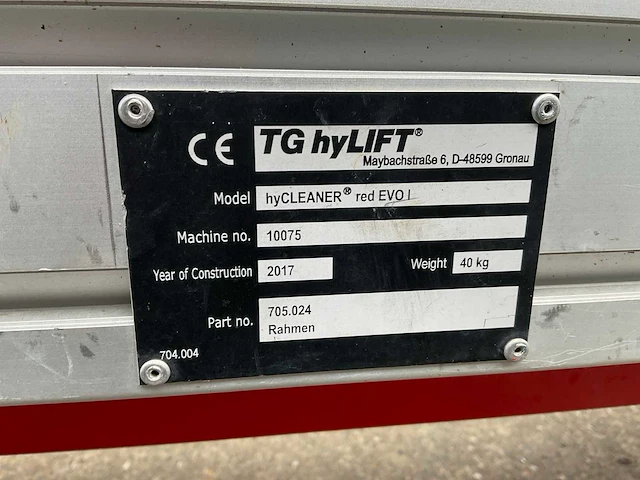 CE TG hyLIFT®
Maybachstraße 6, D-48599 Gronau
Model hyCLEANER® red EVO I
Machine no. 10075
Year of Construction 2017 Weight 40 kg
Part no. 705.024
Rahmen
704.004